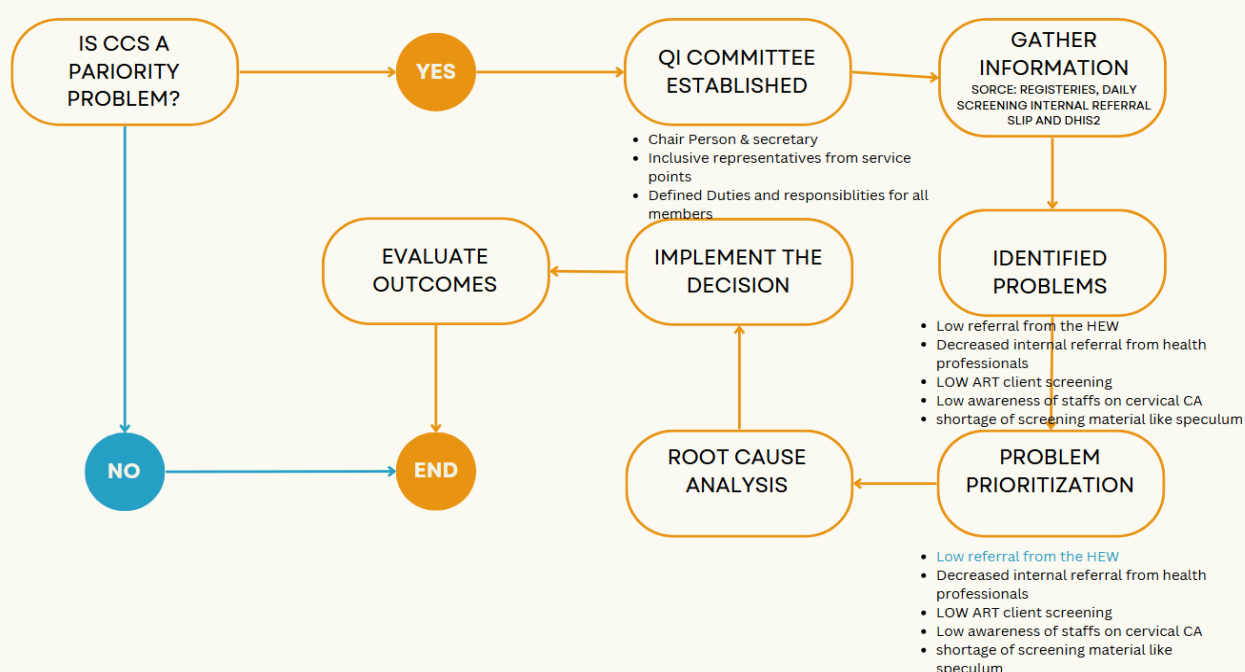 IS CCS A
PARIORITY
PROBLEM?
YES
QI COMMITTEE
ESTABLISHED
GATHER
INFORMATION
SORCE: REGISTERIES, DAILY
SCREENING INTERNAL REFERRAL
SLIP AND DHIS2
• Chair Person & secretary
• Inclusive representatives from service
points
• Defined Duties and responsiblities for all
members
EVALUATE
OUTCOMES
IMPLEMENT THE
DECISION
IDENTIFIED
PROBLEMS
• Low referral from the HEW
• Decreased internal referral from health
professionals
• LOW ART client screening
• Low awareness of staffs on cervical CA
• shortage of screening material like speculum
NO
END
ROOT CAUSE
ANALYSIS
PROBLEM
PRIORITIZATION
• Low referral from the HEW
• Decreased internal referral from health
professionals
• LOW ART client screening
• Low awareness of staffs on cervical CA
• shortage of screening material like
speculum